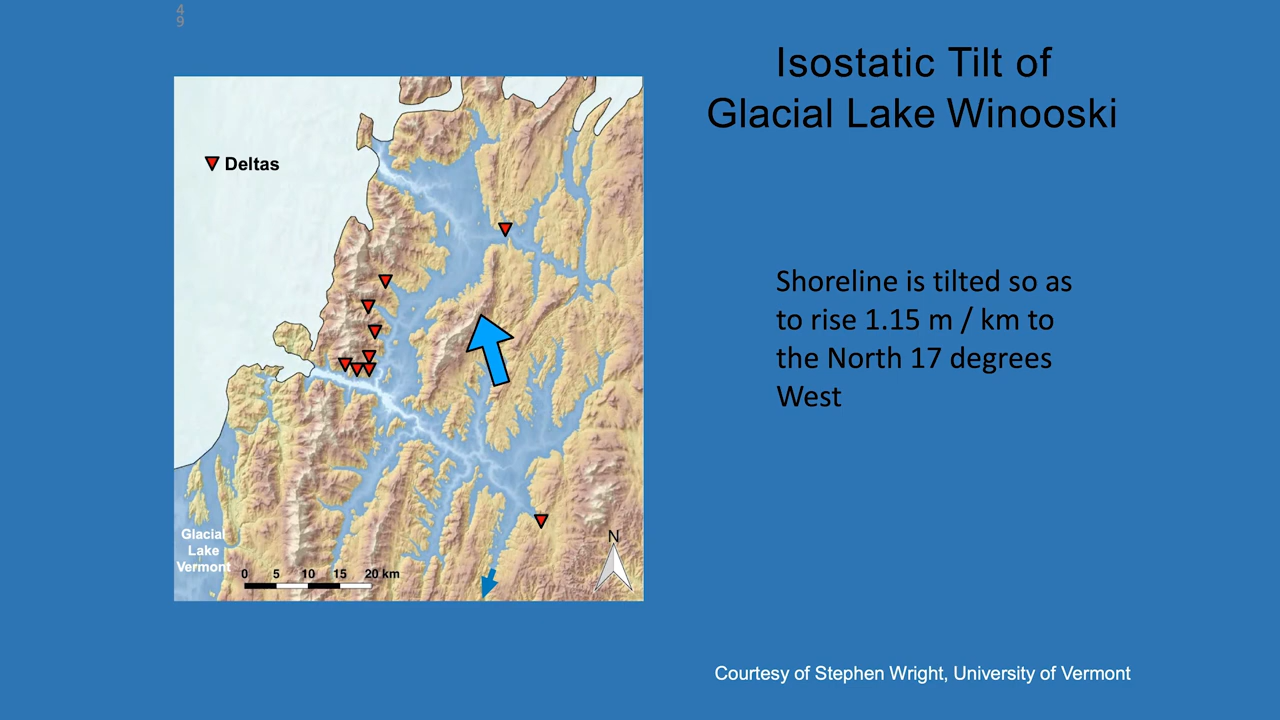 4
9
Isostatic Tilt of
Glacial Lake Winooski
Deltas
Shoreline is tilted so as
to rise 1.15 m / km to
the North 17 degrees
West
Glacial
Lake
Vermont
0 5 10 15 20 km
N
Courtesy of Stephen Wright, University of Vermont